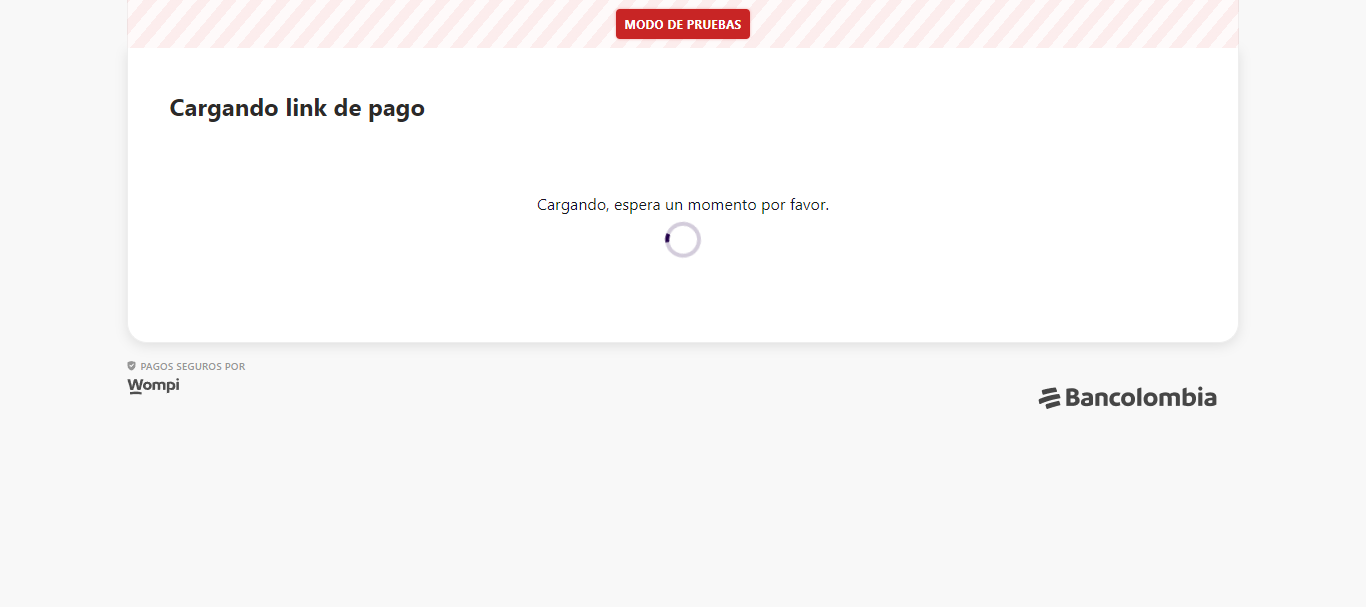 MODO DE PRUEBAS
Cargando link de pago
Cargando, espera un momento por favor.
PAGOS SEGUROS POR
Wompi
Bancolombia